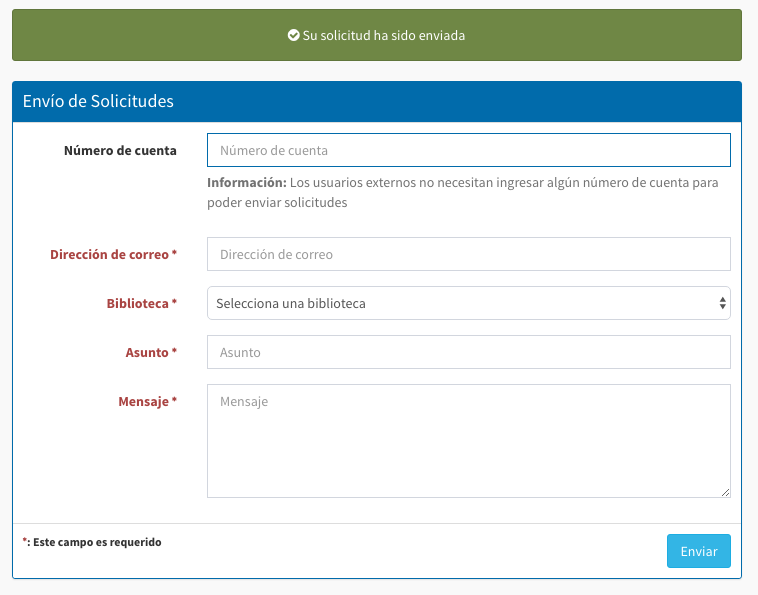 Su solicitud ha sido enviada
Envío de Solicitudes
Número de cuenta
Número de cuenta
Información: Los usuarios externos no necesitan ingresar algún número de cuenta para
poder enviar solicitudes
Dirección de correo *
Dirección de correo
Biblioteca *
Selecciona una biblioteca
Asunto *
Asunto
Mensaje *
Mensaje
*: Este campo es requerido
Enviar